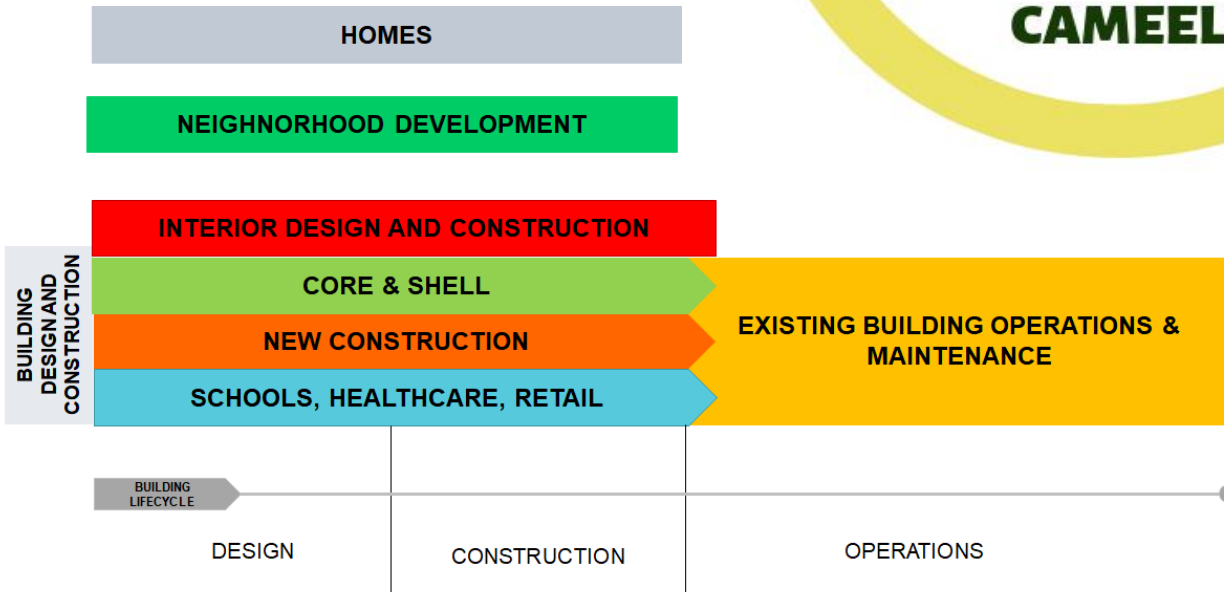 CAMEEL
HOMES
NEIGHNORHOOD DEVELOPMENT
INTERIOR DESIGN AND CONSTRUCTION
BUILDING
DESIGN AND
CONSTRUCTION
CORE & SHELL
NEW CONSTRUCTION
SCHOOLS, HEALTHCARE, RETAIL
EXISTING BUILDING OPERATIONS &
MAINTENANCE
BUILDING
LIFECYCLE
DESIGN
CONSTRUCTION
OPERATIONS